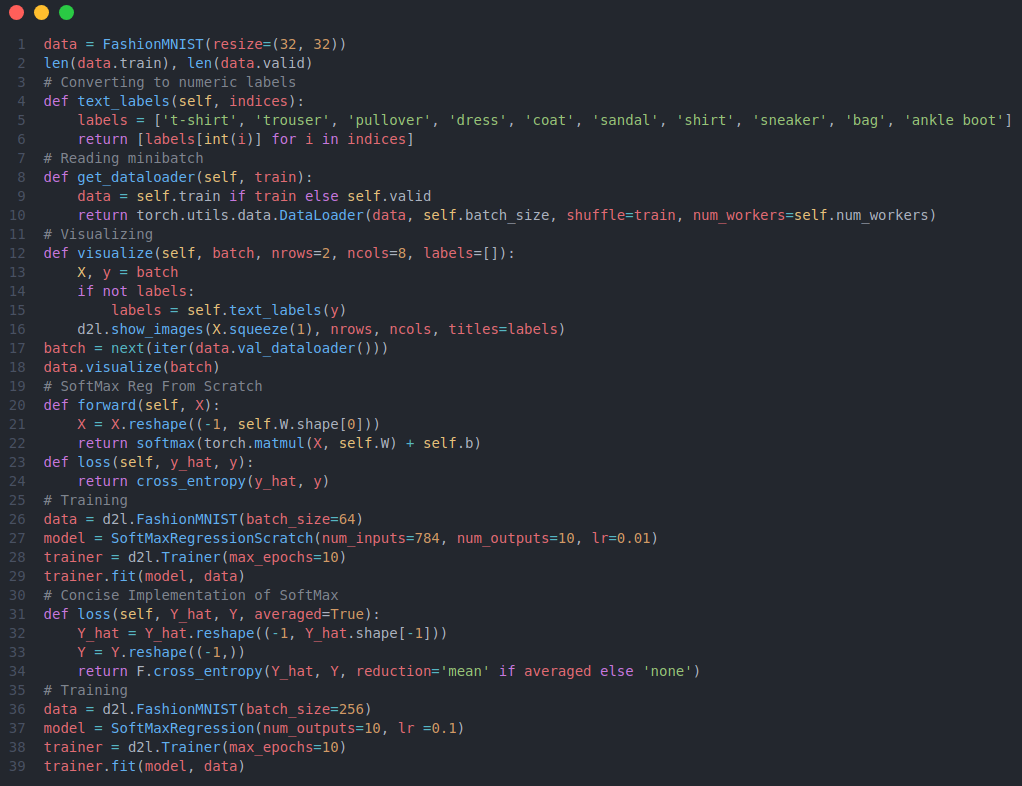 1 data = FashionMNIST(resize=(32, 32))
2 len(data.train), len(data.valid)
3 # Converting to numeric labels
4 def text_labels(self, indices):
5     labels = ['t-shirt', 'trouser', 'pullover', 'dress', 'coat', 'sandal', 'shirt', 'sneaker', 'bag', 'ankle boot']
6     return [labels[int(i)] for i in indices]
7 # Reading minibatch
8 def get_dataloader(self, train):
9     data = self.train if train else self.valid
10     return torch.utils.data.DataLoader(data, self.batch_size, shuffle=train, num_workers=self.num_workers)
11 # Visualizing
12 def visualize(self, batch, nrows=2, ncols=8, labels=[]):
13     X, y = batch
14     if not labels:
15         labels = self.text_labels(y)
16     d2l.show_images(X.squeeze(1), nrows, ncols, titles=labels)
17 batch = next(iter(data.val_dataloader()))
18 data.visualize(batch)
19 # SoftMax Reg From Scratch
20 def forward(self, X):
21     X = X.reshape((-1, self.W.shape[0]))
22     return softmax(torch.matmul(X, self.W) + self.b)
23 def loss(self, y_hat, y):
24     return cross_entropy(y_hat, y)
25 # Training
26 data = d2l.FashionMNIST(batch_size=64)
27 model = SoftMaxRegressionScratch(num_inputs=784, num_outputs=10, lr=0.01)
28 trainer = d2l.Trainer(max_epochs=10)
29 trainer.fit(model, data)
30 # Concise Implementation of SoftMax
31 def loss(self, Y_hat, Y, averaged=True):
32     Y_hat = Y_hat.reshape((-1, Y_hat.shape[-1]))
33     Y = Y.reshape((-1,))
34     return F.cross_entropy(Y_hat, Y, reduction='mean' if averaged else 'none')
35 # Training
36 data = d2l.FashionMNIST(batch_size=256)
37 model = SoftMaxRegression(num_outputs=10, lr =0.1)
38 trainer = d2l.Trainer(max_epochs=10)
39 trainer.fit(model, data)